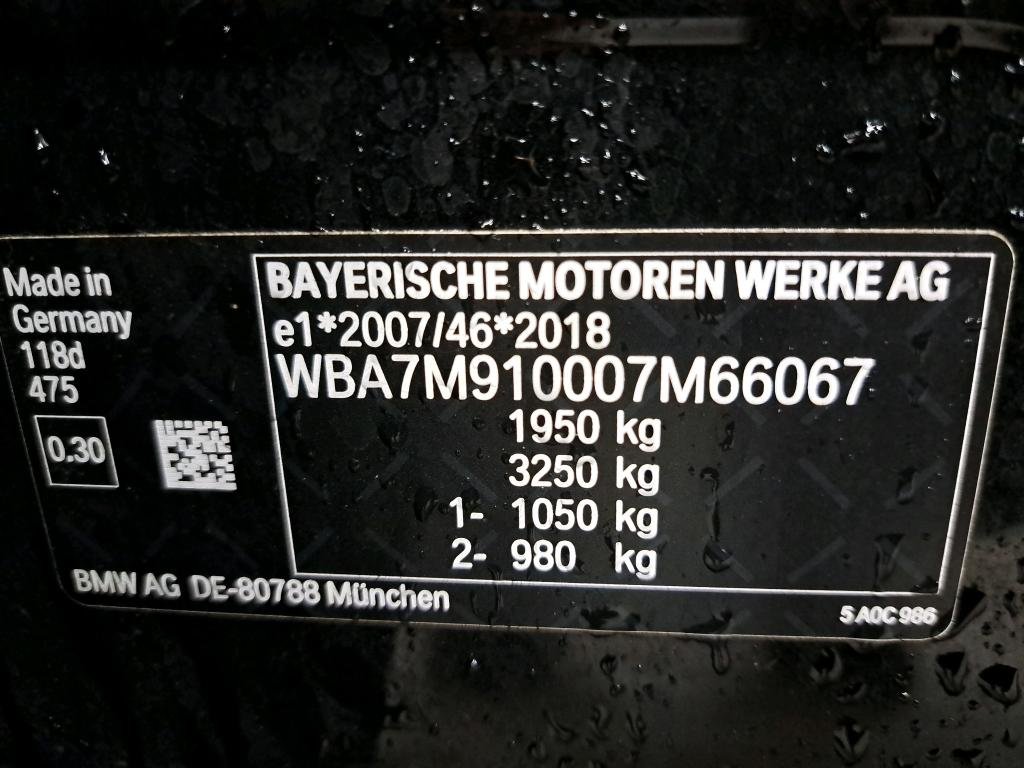 Made in
Germany
118d
475
0.30
BAYERISCHE MOTOREN WERKE AG
e1*2007/46*2018
WBA7M910007M66067
1950 kg
3250 kg
1- 1050 kg
2- 980 kg
BMW AG DE-80788 München
5 A0C 986